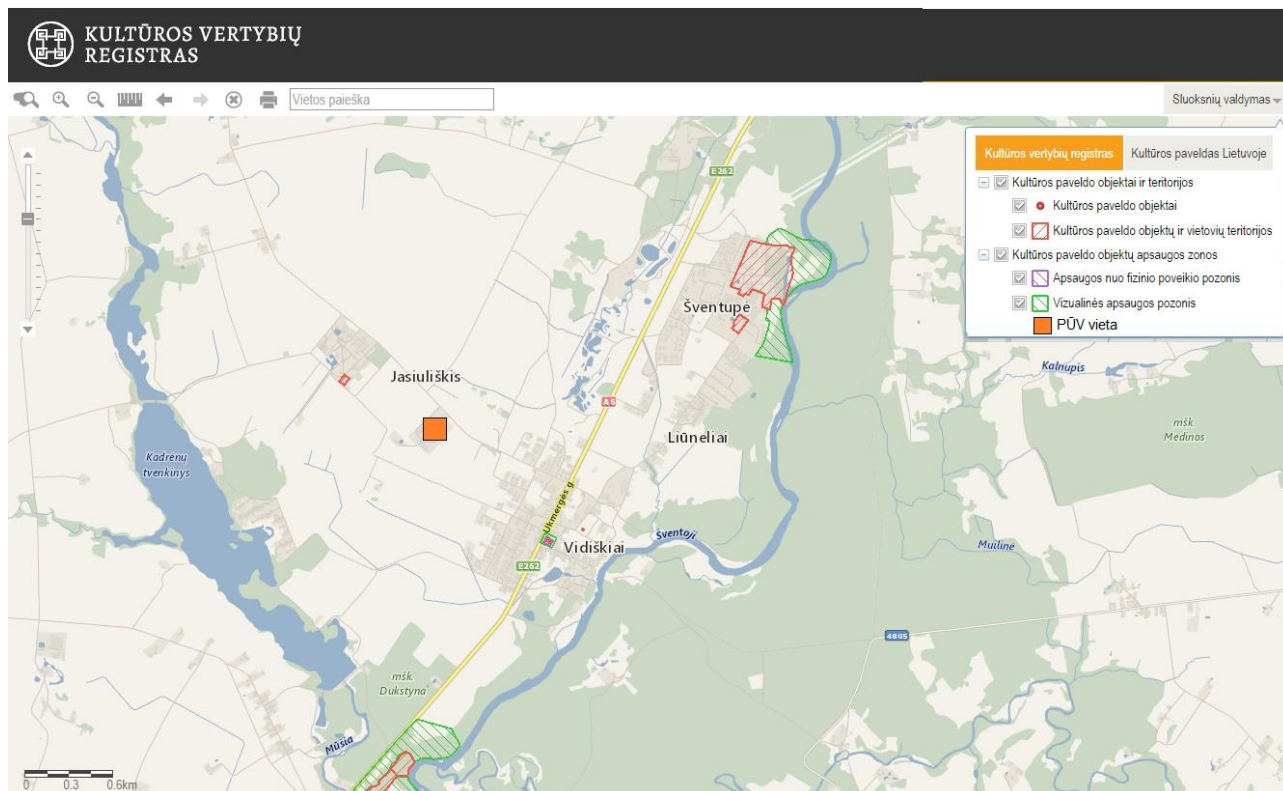 KULTŪROS VERTYBIŲ
REGISTRAS
Vietos paieška
Sluoksnių valdymas
Kultūros vertybių registras
Kultūros paveldas Lietuvoje
Kultūros paveldo objektai ir teritorijos
Kultūros paveldo objektai
Kultūros paveldo objektų ir vietovių teritorijos
Kultūros paveldo objektų apsaugos zonos
Apsaugos nuo fizinio poveikio pozonis
Vizualinės apsaugos pozonis
PŪV vieta
E262
Šventupė
Kalnupis
Jasiuliškis
A6
mšk
Medinos
Liūneliai
Kadrėnų
tvenkinys
Ukmergės g.
Šventoji
Vidiškiai
Muilinė
E262
4805
mšk
Dukstyna
Mūšia
0 0.3 0.6km